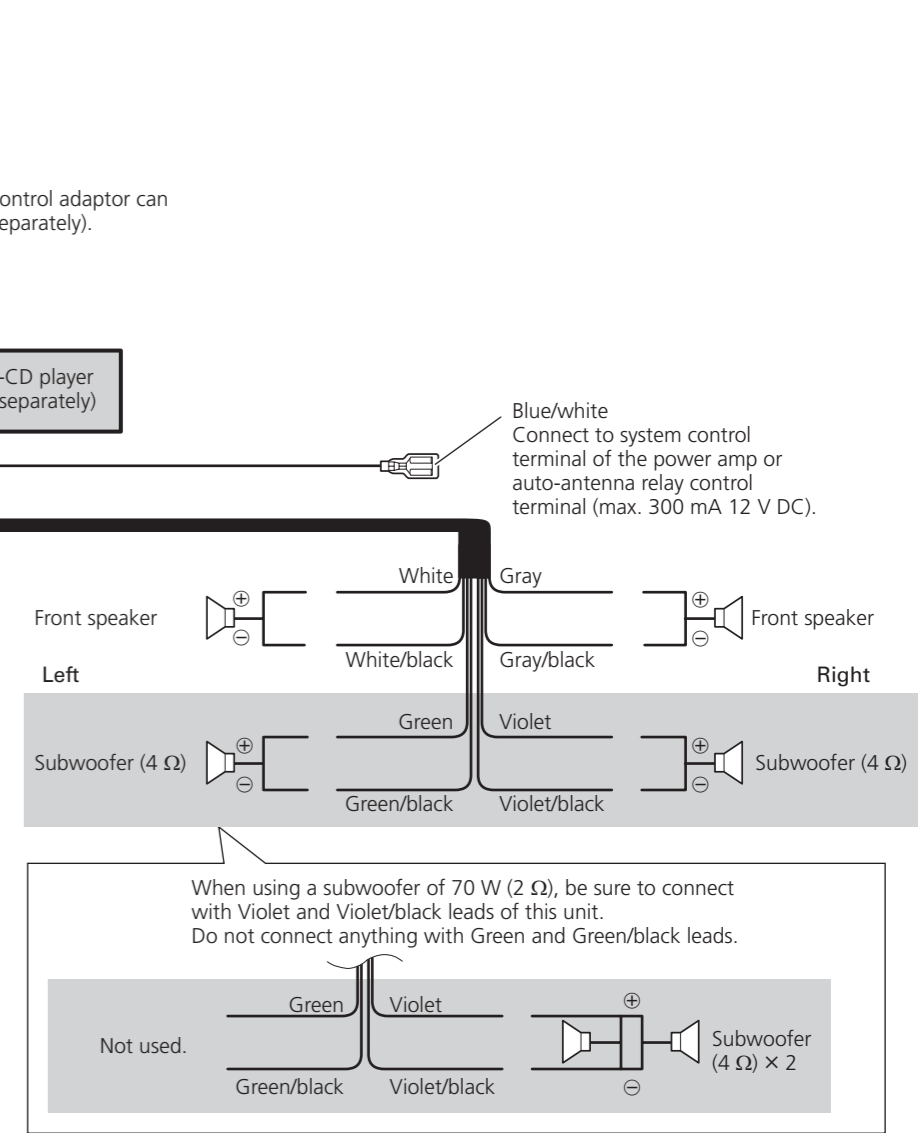 ontrol adaptor can
eparately).
-CD player
separately)
Blue/white
Connect to system control
terminal of the power amp or
auto-antenna relay control
terminal (max. 300 mA 12 V DC).
White Gray
⊕ ⊕
Front speaker Front speaker
⊖ ⊖
White/black Gray/black
Left Right
Green Violet
⊕ ⊕
Subwoofer (4 Ω) Subwoofer (4 Ω)
⊖ ⊖
Green/black Violet/black
When using a subwoofer of 70 W (2 Ω), be sure to connect
with Violet and Violet/black leads of this unit.
Do not connect anything with Green and Green/black leads.
Green Violet ⊕
Not used. Subwoofer
(4 Ω) × 2
Green/black Violet/black ⊖